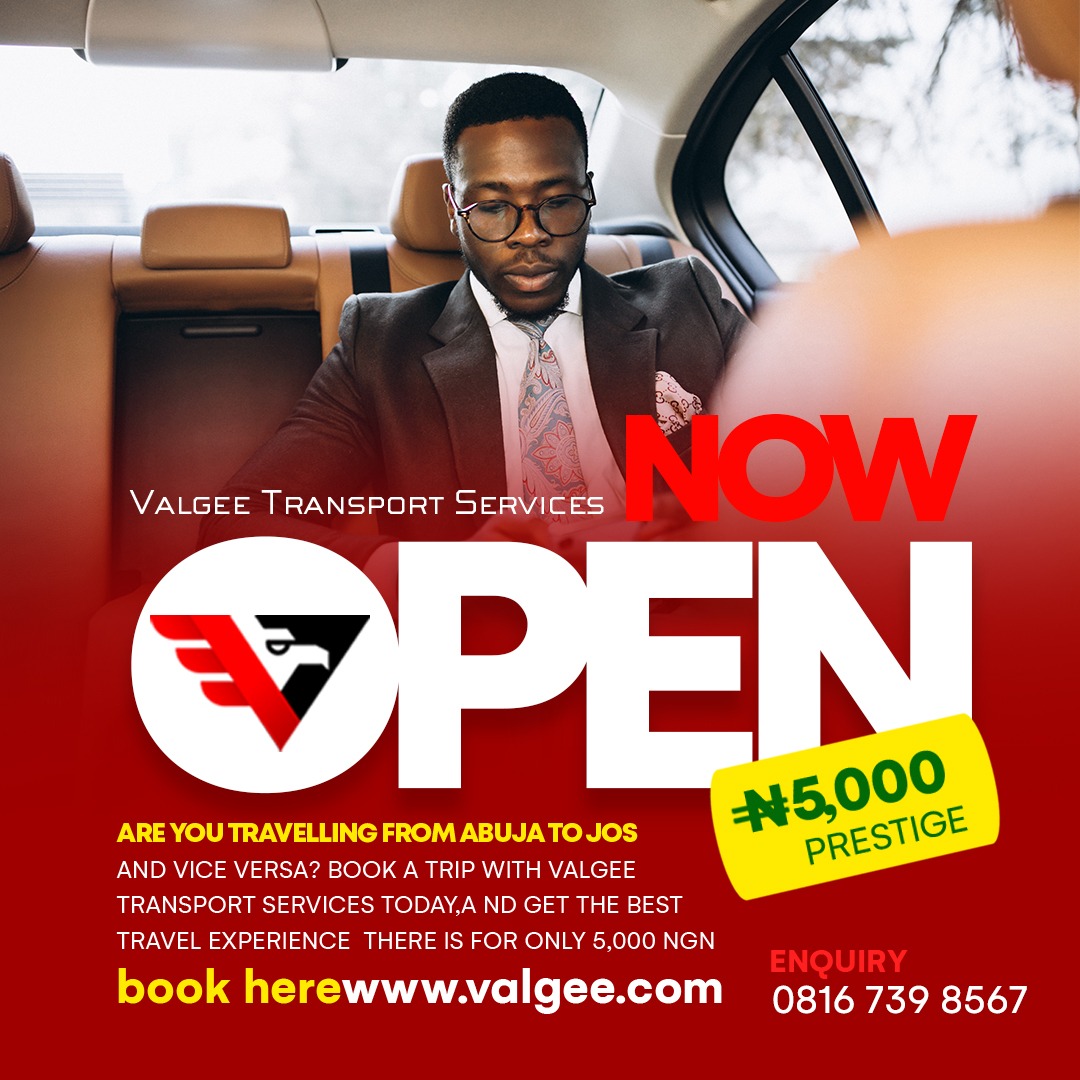 NOW
VALGEE TRANSPORT SERVICES
OPEN
₦5,000
PRESTIGE
ARE YOU TRAVELLING FROM ABUJA TO JOS
AND VICE VERSA? BOOK A TRIP WITH VALGEE
TRANSPORT SERVICES TODAY,A ND GET THE BEST
TRAVEL EXPERIENCE THERE IS FOR ONLY 5,000 NGN
book herewww.valgee.com
ENQUIRY
0816 739 8567